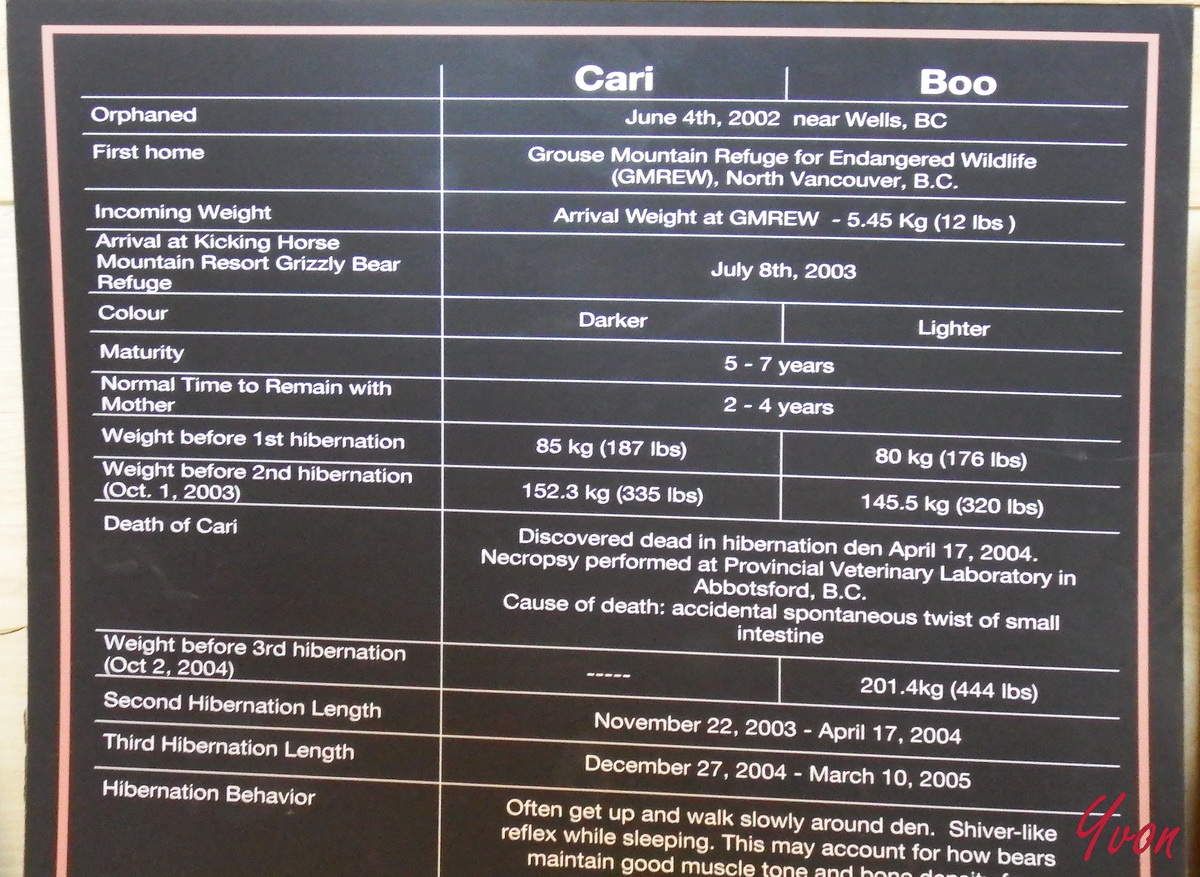 Cari Boo
Orphaned June 4th, 2002 near Wells, BC
First home Grouse Mountain Refuge for Endangered Wildlife
(GMREW), North Vancouver, B.C.
Incoming Weight Arrival Weight at GMREW - 5.45 Kg (12 lbs )
Arrival at Kicking Horse
Mountain Resort Grizzly Bear
Refuge
July 8th, 2003
Colour Darker Lighter
Maturity 5 - 7 years
Normal Time to Remain with
Mother
2 - 4 years
Weight before 1st hibernation 85 kg (187 lbs) 80 kg (176 lbs)
Weight before 2nd hibernation
(Oct. 1, 2003)
152.3 kg (335 lbs) 145.5 kg (320 lbs)
Death of Cari
Discovered dead in hibernation den April 17, 2004.
Necropsy performed at Provincial Veterinary Laboratory in
Abbotsford, B.C.
Cause of death: accidental spontaneous twist of small
intestine
Weight before 3rd hibernation
(Oct 2, 2004)
----- 201.4kg (444 lbs)
Second Hibernation Length November 22, 2003 - April 17, 2004
Third Hibernation Length December 27, 2004 - March 10, 2005
Hibernation Behavior Often get up and walk slowly around den. Shiver-like
reflex while sleeping. This may account for how bears
maintain good muscle tone and bone density
Yvon